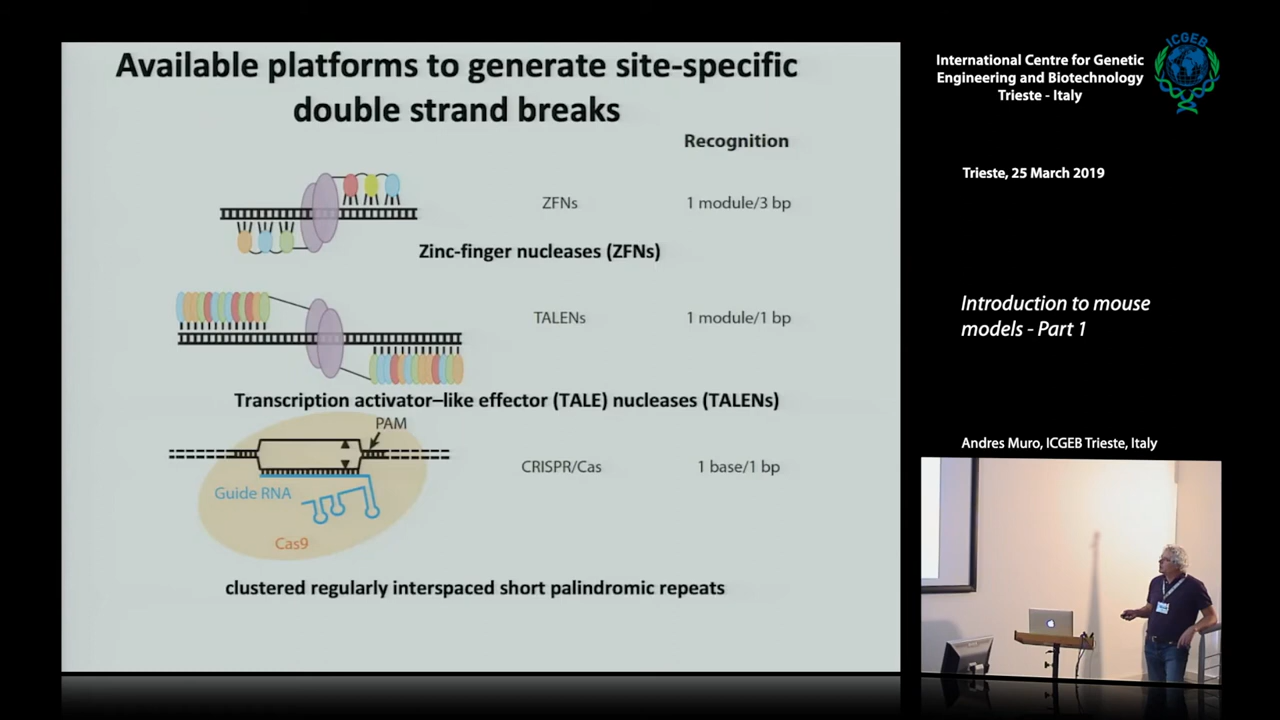 Available platforms to generate site-specific
double strand breaks
Recognition
ZFNs
1 module/3 bp
Zinc-finger nucleases (ZFNs)
TALENs
1 module/1 bp
Transcription activator–like effector (TALE) nucleases (TALENs)
PAM
CRISPR/Cas
1 base/1 bp
Guide RNA
Cas9
clustered regularly interspaced short palindromic repeats
ICGEB
International Centre for Genetic
Engineering and Biotechnology
Trieste - Italy
Trieste, 25 March 2019
Introduction to mouse
models - Part 1
Andres Muro, ICGEB Trieste, Italy